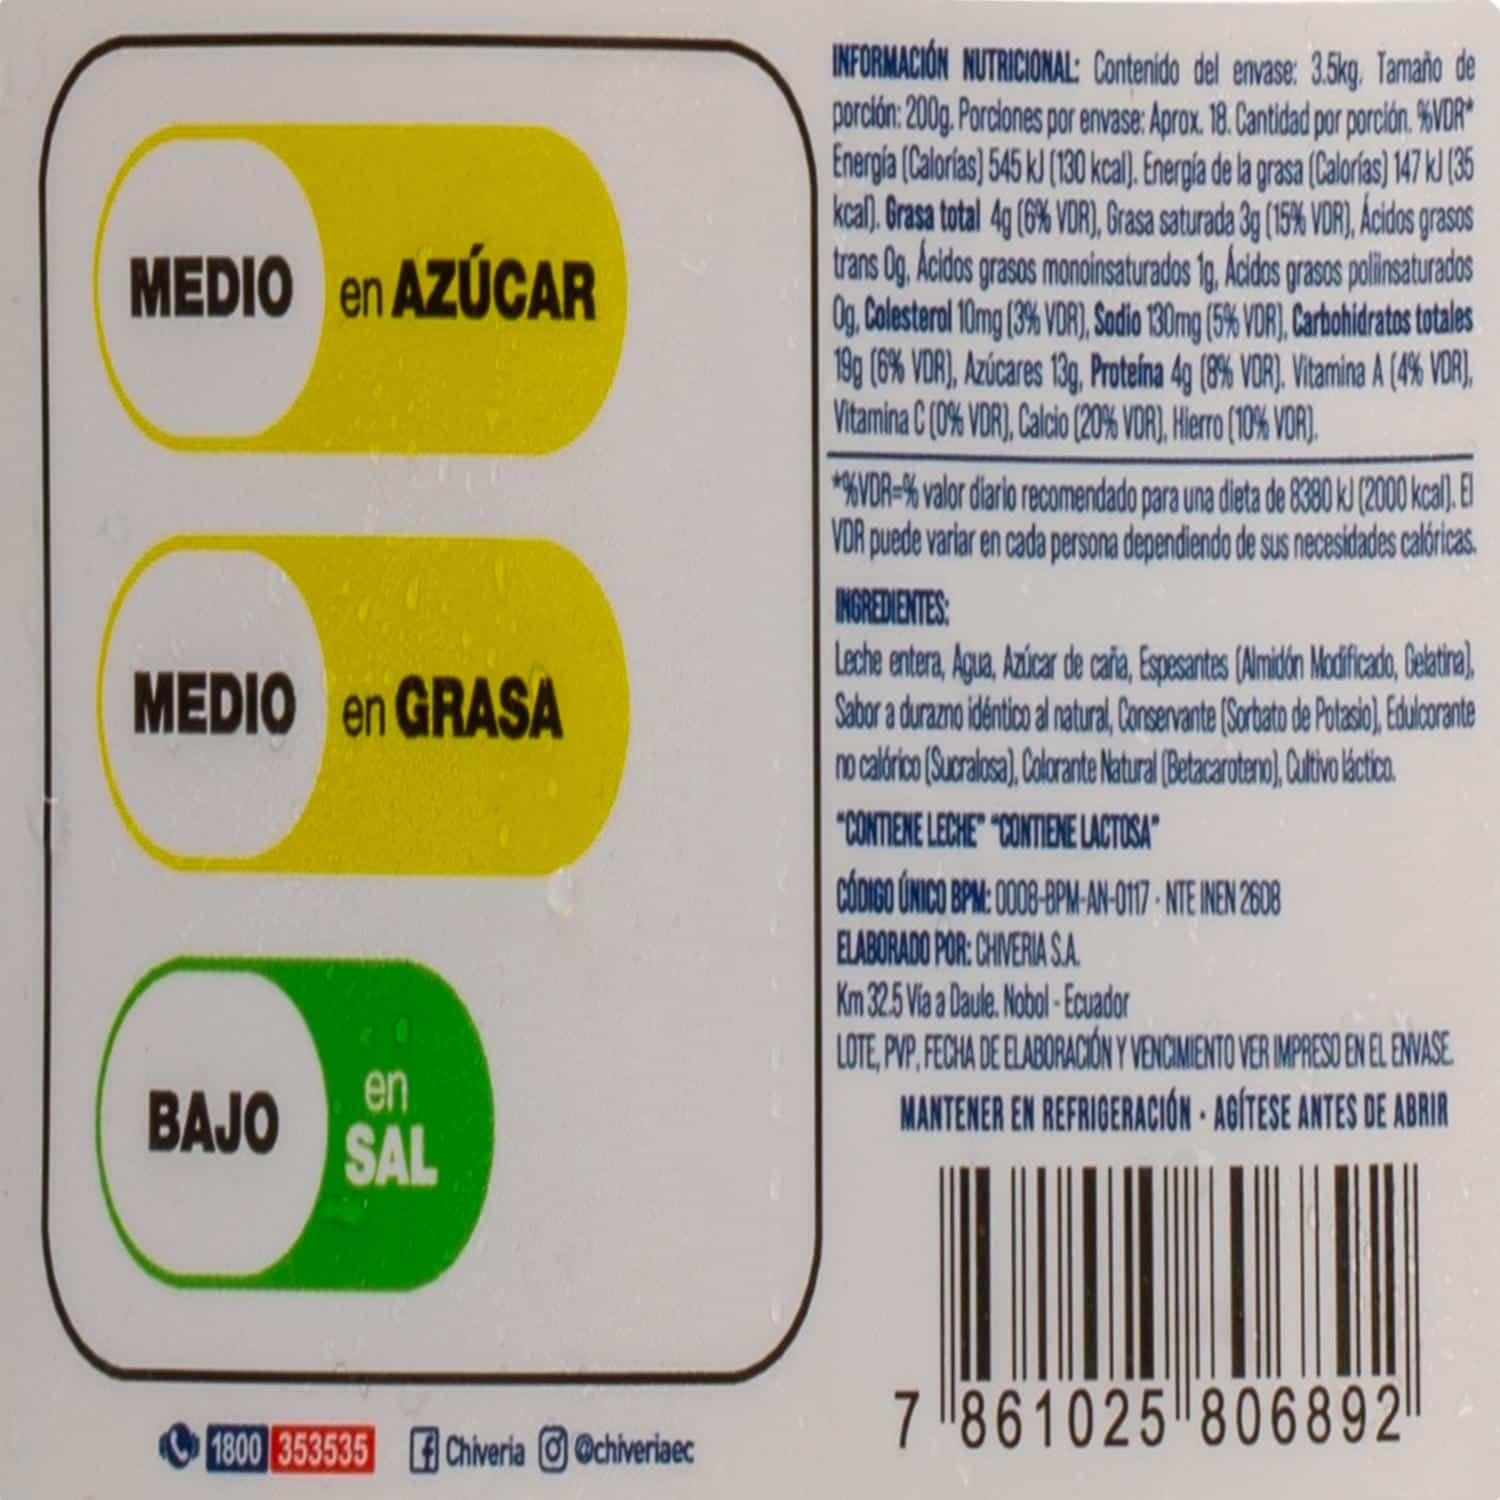 MEDIO en AZÚCAR
MEDIO en GRASA
BAJO en
SAL
1800 353535 Chiveria @chiveriaec
INFORMACIÓN NUTRICIONAL: Contenido del envase: 3.5kg. Tamaño de
porción: 200g. Porciones por envase: Aprox. 18. Cantidad por porción. %VDR*
Energía (Calorías) 545 kJ (130 kcal). Energía de la grasa (Calorías) 147 kJ (35
kcal). Grasa total 4g (6% VDR), Grasa saturada 3g (15% VDR), Ácidos grasos
trans 0g, Ácidos grasos monoinsaturados 1g, Ácidos grasos poliinsaturados
0g, Colesterol 10mg (3% VDR), Sodio 130mg (5% VDR), Carbohidratos totales
19g (6% VDR), Azúcares 13g, Proteína 4g (8% VDR). Vitamina A (4% VDR),
Vitamina C (0% VDR), Calcio (20% VDR), Hierro (10% VDR).
*%VDR=% valor diario recomendado para una dieta de 8380 kJ (2000 kcal). El
VDR puede variar en cada persona dependiendo de sus necesidades calóricas.
INGREDIENTES:
Leche entera, Agua, Azúcar de caña, Espesantes (Almidón Modificado, Gelatina),
Sabor a durazno idéntico al natural, Conservante (Sorbato de Potasio), Edulcorante
no calórico (Sucralosa), Colorante Natural (Betacaroteno), Cultivo láctico.
"CONTIENE LECHE" "CONTIENE LACTOSA"
CÓDIGO ÚNICO BPM: 0008-BPM-AN-0117 - NTE INEN 2608
ELABORADO POR: CHIVERIA S.A.
Km 32.5 Vía a Daule. Nobol - Ecuador
LOTE, PVP, FECHA DE ELABORACIÓN Y VENCIMIENTO VER IMPRESO EN EL ENVASE.
MANTENER EN REFRIGERACIÓN · AGÍTESE ANTES DE ABRIR
7 861025 806892